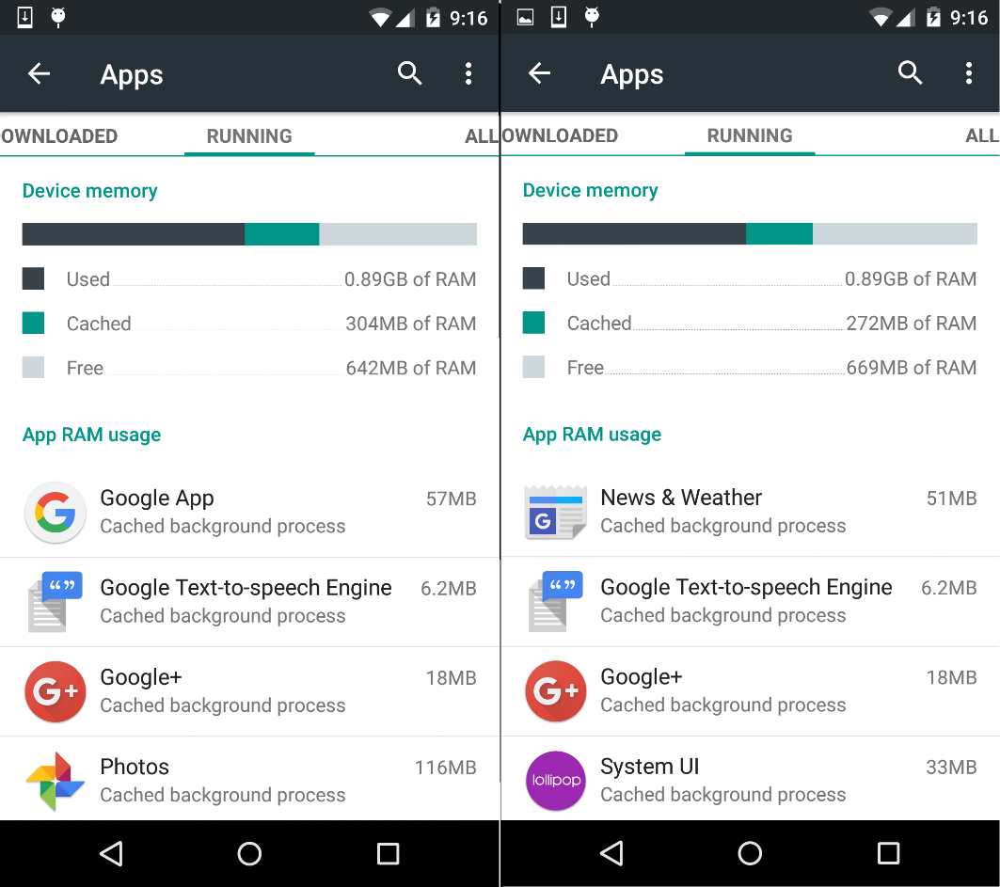 9:16
Apps
OWNLOADED RUNNING ALL
Device memory
Used 0.89GB of RAM
Cached 304MB of RAM
Free 642MB of RAM
App RAM usage
G Google App 57MB
Cached background process
“” Google Text-to-speech Engine 6.2MB
Cached background process
G+ Google+ 18MB
Cached background process
Photos 116MB
Cached background process
9:16
Apps
OWNLOADED RUNNING ALL
Device memory
Used 0.89GB of RAM
Cached 272MB of RAM
Free 669MB of RAM
App RAM usage
G News & Weather 51MB
Cached background process
“” Google Text-to-speech Engine 6.2MB
Cached background process
G+ Google+ 18MB
Cached background process
lollipop System UI 33MB
Cached background process